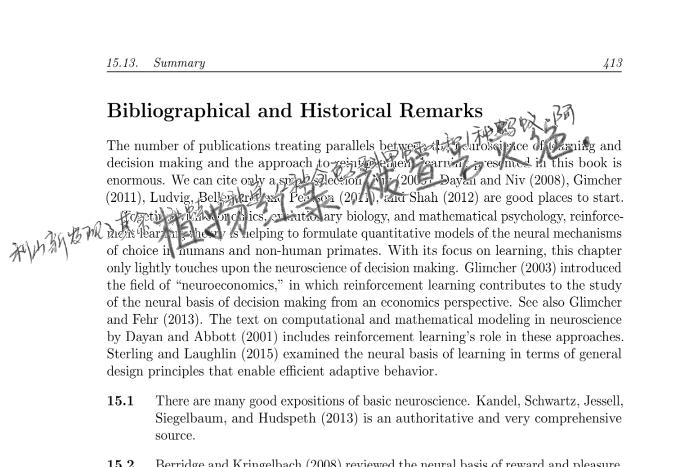 15.13. Summary 413
Bibliographical and Historical Remarks
The number of publications treating parallels between the neuroscience of learning and
decision making and the approach to reinforcement learning presented in this book is
enormous. We can cite only a small selection. Niv (2009), Dayan and Niv (2008), Gimcher
(2011), Ludvig, Bellemare, and Pearson (2011), and Shah (2012) are good places to start.
economics, evolutionary biology, and mathematical psychology, reinforce-
ment learning theory is helping to formulate quantitative models of the neural mechanisms
of choice in humans and non-human primates. With its focus on learning, this chapter
only lightly touches upon the neuroscience of decision making. Glimcher (2003) introduced
the field of “neuroeconomics,” in which reinforcement learning contributes to the study
of the neural basis of decision making from an economics perspective. See also Glimcher
and Fehr (2013). The text on computational and mathematical modeling in neuroscience
by Dayan and Abbott (2001) includes reinforcement learning’s role in these approaches.
Sterling and Laughlin (2015) examined the neural basis of learning in terms of general
design principles that enable efficient adaptive behavior.
15.1 There are many good expositions of basic neuroscience. Kandel, Schwartz, Jessell,
Siegelbaum, and Hudspeth (2013) is an authoritative and very comprehensive
source.
15.2 Berridge and Kringelbach (2008) reviewed the neural basis of reward and pleasure,
植物红菜
被冒名火爸.